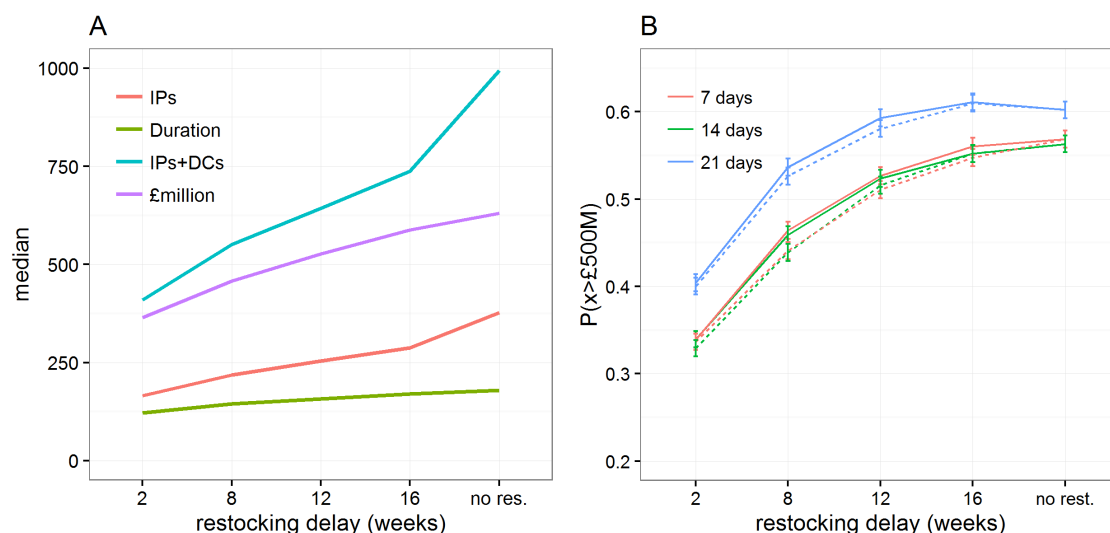 A
1000
750
500
250
0
median
IPs
Duration
IPs+DCs
£million
2 8 12 16 no res.
restocking delay (weeks)
B
0.6
0.5
0.4
0.3
0.2
P(x>£500M)
7 days
14 days
21 days
2 8 12 16 no rest.
restocking delay (weeks)